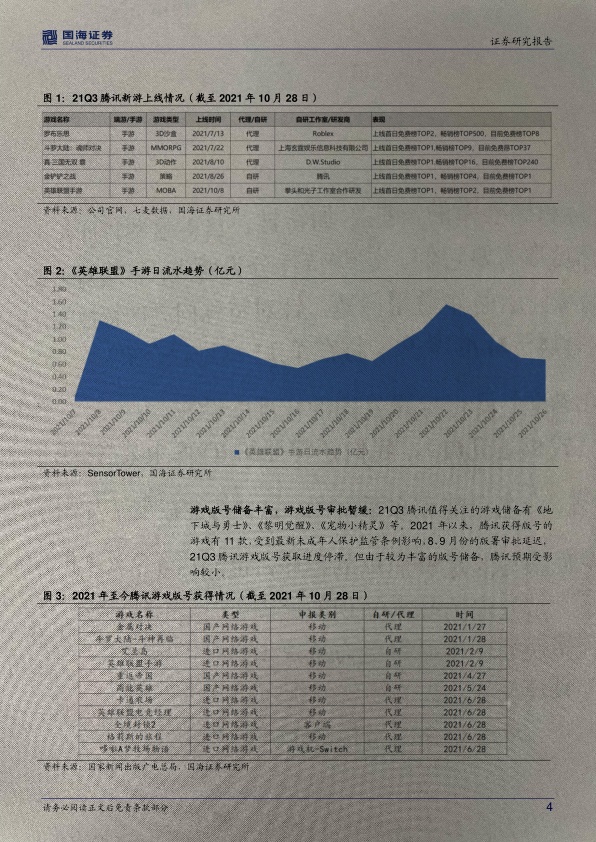 国海证券
SEALAND SECURITIES
证券研究报告
图 1：21Q3 腾讯新游上线情况（截至 2021 年 10 月 28 日）
游戏名称 端游/手游 游戏类型 上线时间 代理/自研 自研工作室/研发商 表现
罗布乐思 手游 3D沙盒 2021/7/13 代理 Roblex 上线首日免费榜TOP2，畅销榜TOP500，目前免费榜TOP8
斗罗大陆：魂师对决 手游 MMORPG 2021/7/22 代理 上线首日免费榜TOP1,畅销榜TOP9，目前免费榜TOP37
真·三国无双 霸 手游 3D动作 2021/8/10 代理 D.W.Studio 上线首日免费榜TOP1,畅销榜TOP16，目前免费榜TOP240
金铲铲之战 手游 策略 2021/8/26 自研 腾讯 上线首日免费榜TOP1，畅销榜TOP4，目前免费榜TOP1
英雄联盟手游 手游 MOBA 2021/10/8 自研 拳头和光子工作室合作研发 上线首日免费榜TOP1，畅销榜TOP2，目前免费榜TOP1
资料来源：公司官网，七麦数据，国海证券研究所
图 2：《英雄联盟》手游日流水趋势（亿元）
1.80
1.60
1.40
1.20
1.00
0.80
0.60
0.40
0.20
0.00
2021/10/7 2021/10/8 2021/10/9 2021/10/10 2021/10/11 2021/10/12 2021/10/13 2021/10/14 2021/10/15 2021/10/16 2021/10/17 2021/10/18 2021/10/19 2021/10/20 2021/10/21 2021/10/22 2021/10/23 2021/10/24 2021/10/25 2021/10/26
《英雄联盟》手游日流水趋势（亿元）
资料来源：SensorTower，国海证券研究所
游戏版号储备丰富，游戏版号审批暂缓：21Q3 腾讯值得关注的游戏储备有《地
下城与勇士》、《黎明觉醒》、《宠物小精灵》等。2021 年以来，腾讯获得版号的
游戏有 11 款，受到最新未成年人保护监管条例影响，8、9 月份的版署审批延迟，
21Q3 腾讯游戏版号获取进度停滞。但由于较为丰富的版号储备，腾讯预期受影
响较小。
图 3：2021 年至今腾讯游戏版号获得情况（截至 2021 年 10 月 28 日）
游戏名称 类型 申报类别 自研/代理 时间
金属对决 国产网络游戏 移动 代理 2021/1/27
斗罗大陆-斗神再临 国产网络游戏 移动 代理 2021/1/28
艾兰岛 进口网络游戏 移动 自研 2021/2/9
英雄联盟手游 进口网络游戏 移动 自研 2021/2/9
重返帝国 国产网络游戏 移动 自研 2021/4/27
商旅英雄 国产网络游戏 移动 自研 2021/5/24
卡通农场 进口网络游戏 移动 代理 2021/6/28
英雄联盟电竞经理 进口网络游戏 移动 代理 2021/6/28
全境封锁2 进口网络游戏 客户端 代理 2021/6/28
格莉斯的旅程 进口网络游戏 移动 代理 2021/6/28
哆啦A梦牧场物语 进口网络游戏 游戏机-Switch 代理 2021/6/28
资料来源：国家新闻出版广电总局，国海证券研究所
请务必阅读正文后免责条款部分
4